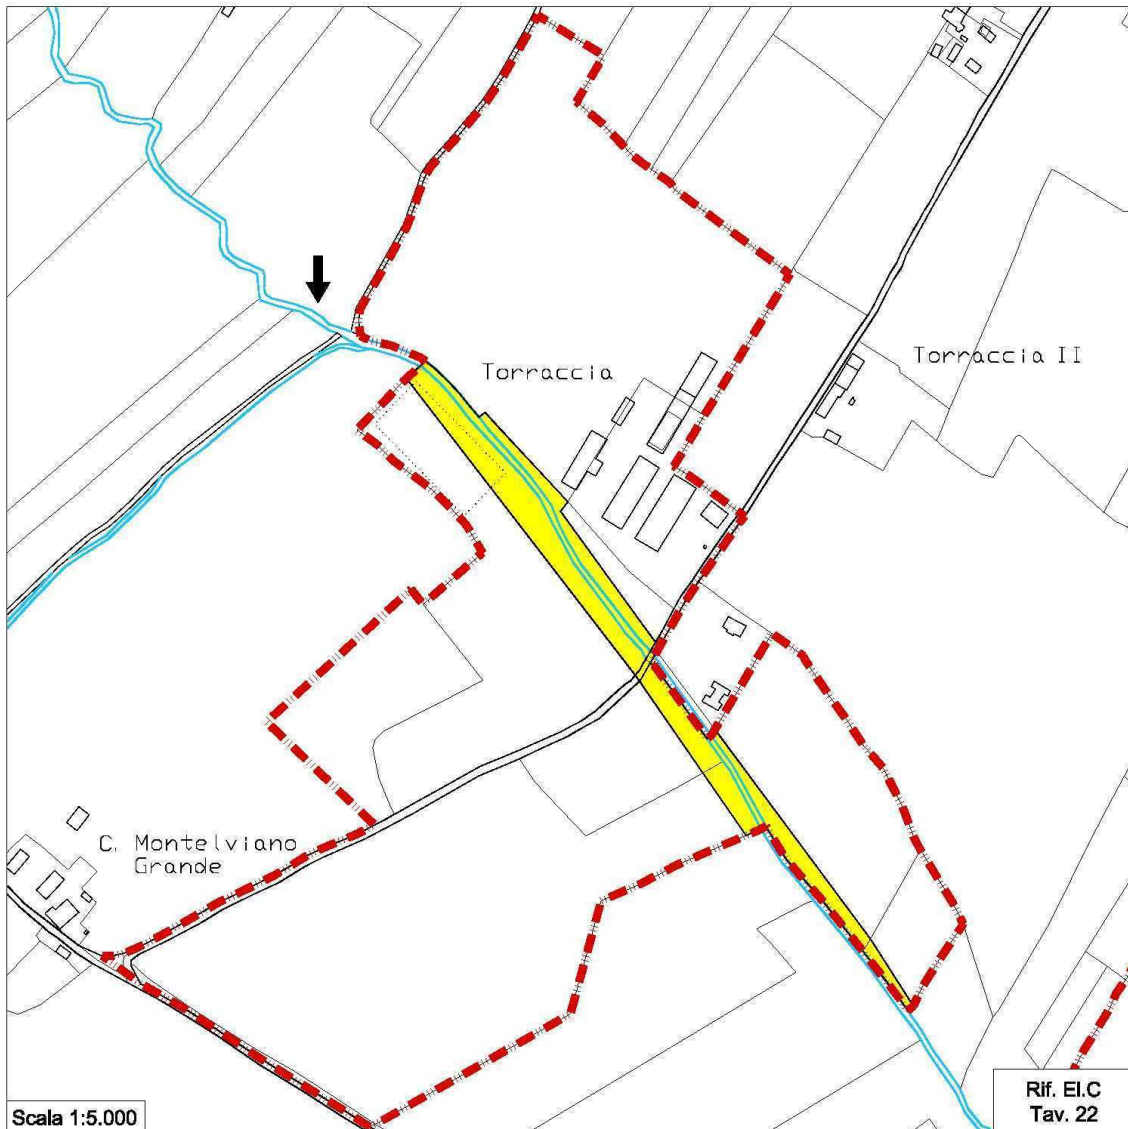 Torraccia II
Torraccia
C. Montelviano
Grande
Scala 1:5.000
Rif. El.C
Tav. 22